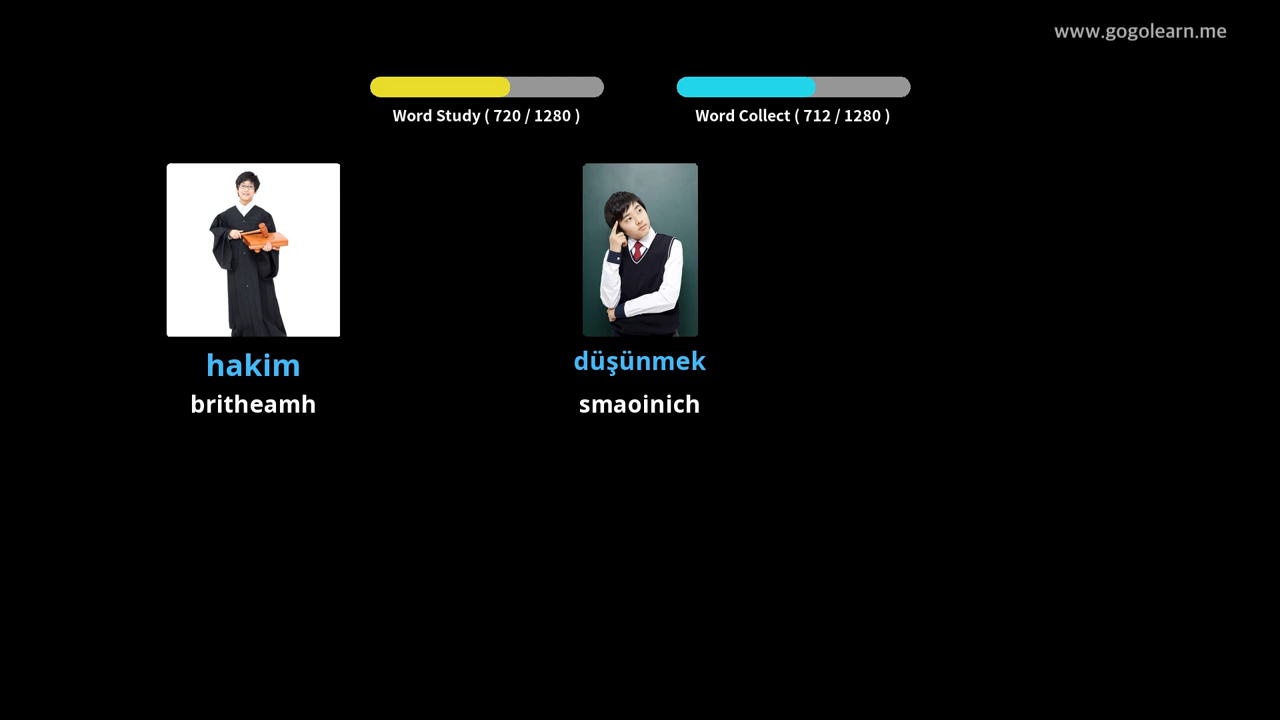 www.gogolearn.me
Word Study ( 720 / 1280 )
Word Collect ( 712 / 1280 )
hakim
britheamh
düşünmek
smaoinich